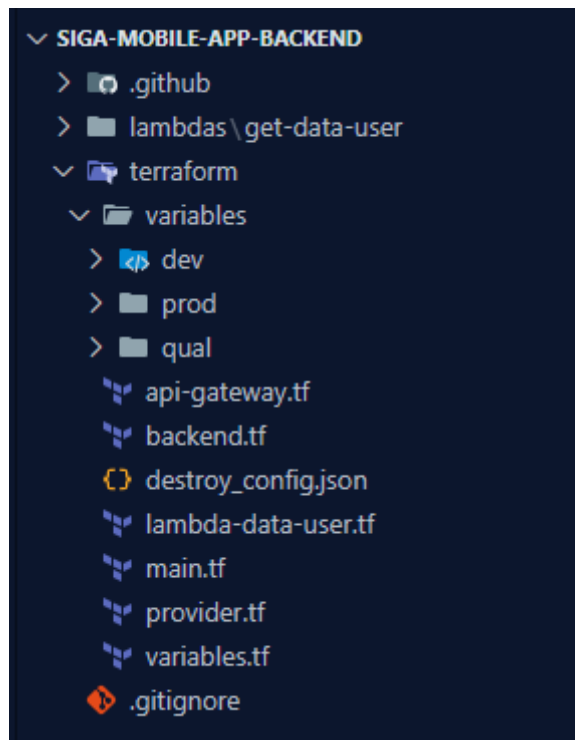 SIGA-MOBILE-APP-BACKEND
.github
lambdas\get-data-user
terraform
variables
dev
prod
qual
api-gateway.tf
backend.tf
destroy_config.json
lambda-data-user.tf
main.tf
provider.tf
variables.tf
.gitignore